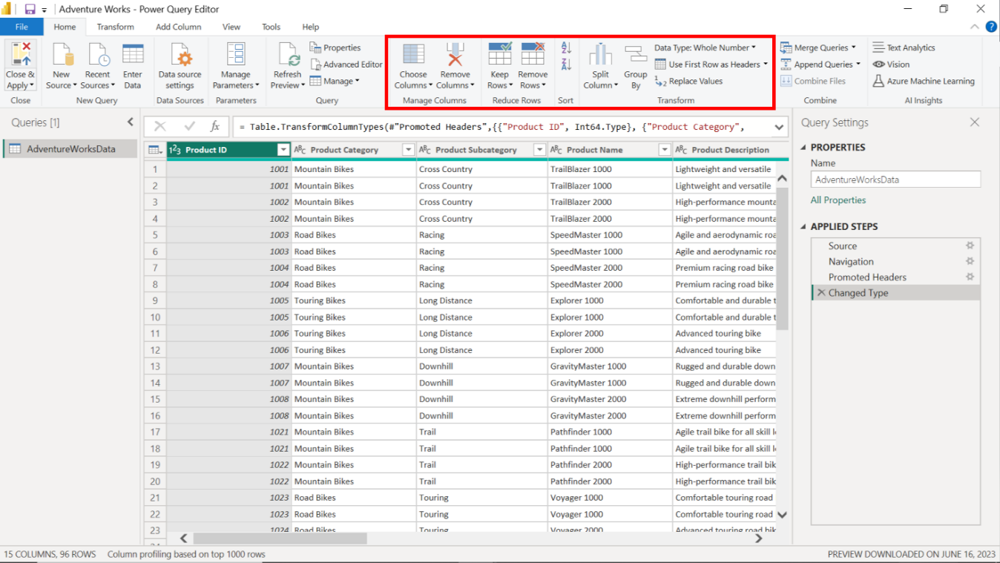 Adventure Works - Power Query Editor
File Home Transform Add Column View Tools Help
Close & Apply
New Source
Recent Sources
Enter Data
Data source settings
Manage Parameters
Refresh Preview
Properties
Advanced Editor
Manage
Choose Columns
Remove Columns
Keep Rows
Remove Rows
Split Column
Group By
Data Type: Whole Number
Use First Row as Headers
Replace Values
Merge Queries
Append Queries
Combine Files
Text Analytics
Vision
Azure Machine Learning
Close New Query Data Sources Parameters Query Manage Columns Reduce Rows Sort Transform Combine AI Insights
Queries [1]
AdventureWorksData
fx = Table.TransformColumnTypes(#"Promoted Headers",{{"Product ID", Int64.Type}, {"Product Category",
123 Product ID ABC Product Category ABC Product Subcategory ABC Product Name ABC Product Description
1 1001 Mountain Bikes Cross Country TrailBlazer 1000 Lightweight and versatile
2 1001 Mountain Bikes Cross Country TrailBlazer 1000 Lightweight and versatile
3 1002 Mountain Bikes Cross Country TrailBlazer 2000 High-performance mounta
4 1002 Mountain Bikes Cross Country TrailBlazer 2000 High-performance mounta
5 1003 Road Bikes Racing SpeedMaster 1000 Agile and aerodynamic roa
6 1003 Road Bikes Racing SpeedMaster 1000 Agile and aerodynamic roa
7 1004 Road Bikes Racing SpeedMaster 2000 Premium racing road bike
8 1004 Road Bikes Racing SpeedMaster 2000 Premium racing road bike
9 1005 Touring Bikes Long Distance Explorer 1000 Comfortable and durable t
10 1005 Touring Bikes Long Distance Explorer 1000 Comfortable and durable t
11 1006 Touring Bikes Long Distance Explorer 2000 Advanced touring bike
12 1006 Touring Bikes Long Distance Explorer 2000 Advanced touring bike
13 1007 Mountain Bikes Downhill GravityMaster 1000 Rugged and durable down
14 1007 Mountain Bikes Downhill GravityMaster 1000 Rugged and durable down
15 1008 Mountain Bikes Downhill GravityMaster 2000 Extreme downhill perform
16 1008 Mountain Bikes Downhill GravityMaster 2000 Extreme downhill perform
17 1021 Mountain Bikes Trail Pathfinder 1000 Agile trail bike for all skill l
18 1021 Mountain Bikes Trail Pathfinder 1000 Agile trail bike for all skill l
19 1022 Mountain Bikes Trail Pathfinder 2000 High-performance trail bik
20 1022 Mountain Bikes Trail Pathfinder 2000 High-performance trail bik
21 1023 Road Bikes Touring Voyager 1000 Comfortable touring road
22 1023 Road Bikes Touring Voyager 1000 Comfortable touring road
23 1024 Road Bikes Touring Voyager 2000 Advanced touring road bik
Query Settings
PROPERTIES
Name
AdventureWorksData
All Properties
APPLIED STEPS
Source
Navigation
Promoted Headers
Changed Type
15 COLUMNS, 96 ROWS Column profiling based on top 1000 rows
PREVIEW DOWNLOADED ON JUNE 16, 2023